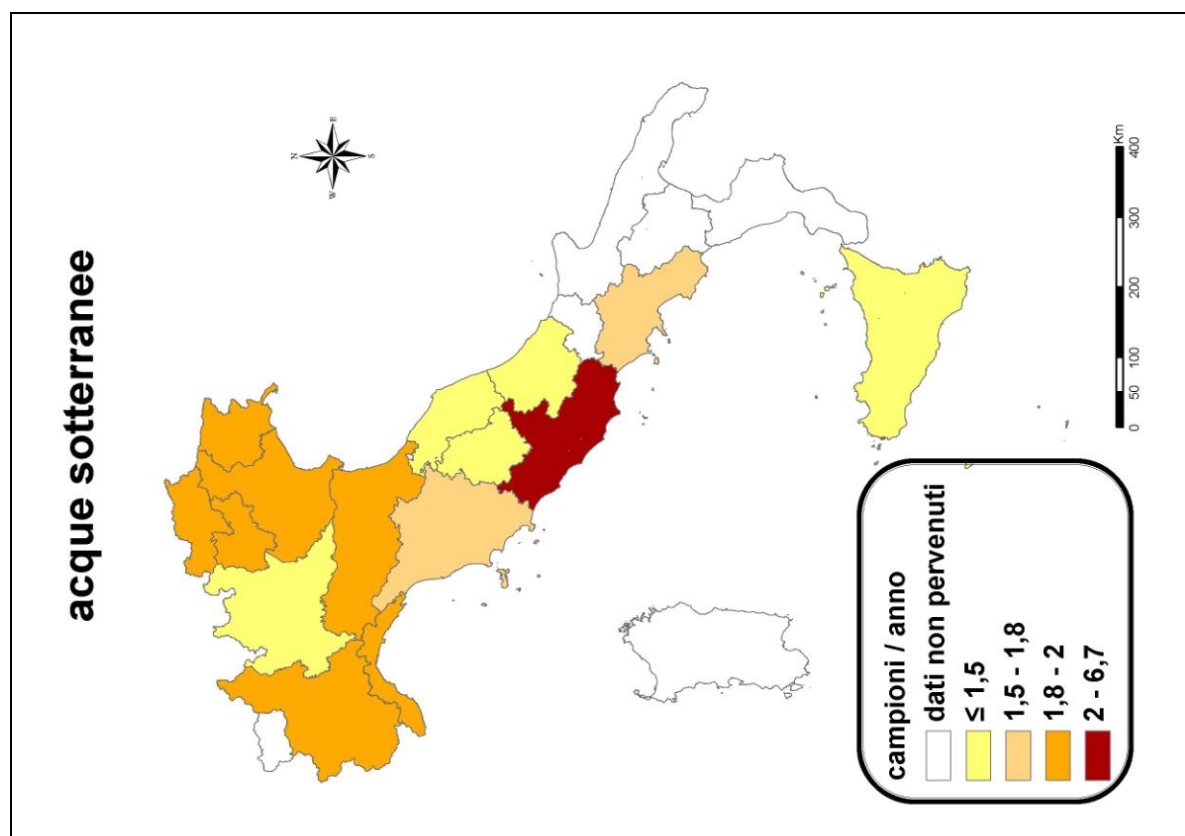 acque sotterranee
N
W
E
S
campioni / anno
dati non pervenuti
≤ 1,5
1,5 - 1,8
1,8 - 2
2 - 6,7
Km
0
50
100
200
300
400